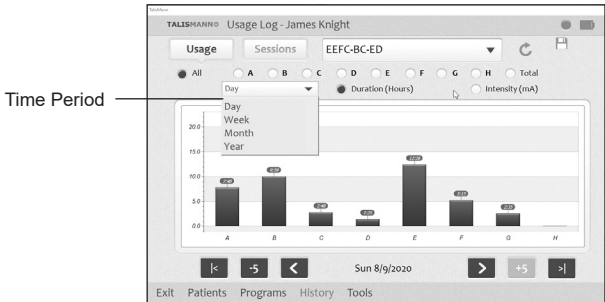 TalisMann
TALISMANN® Usage Log - James Knight
Usage Sessions EEFC-BC-ED
All A B C D E F G H Total
Time Period
Day Duration (Hours) Intensity (mA)
Day
Week
Month
Year
20.0
15.0
10.0
5.0
0.0
A B C D E F G H
|< -5 < Sun 8/9/2020 > +5 >|
Exit Patients Programs History Tools